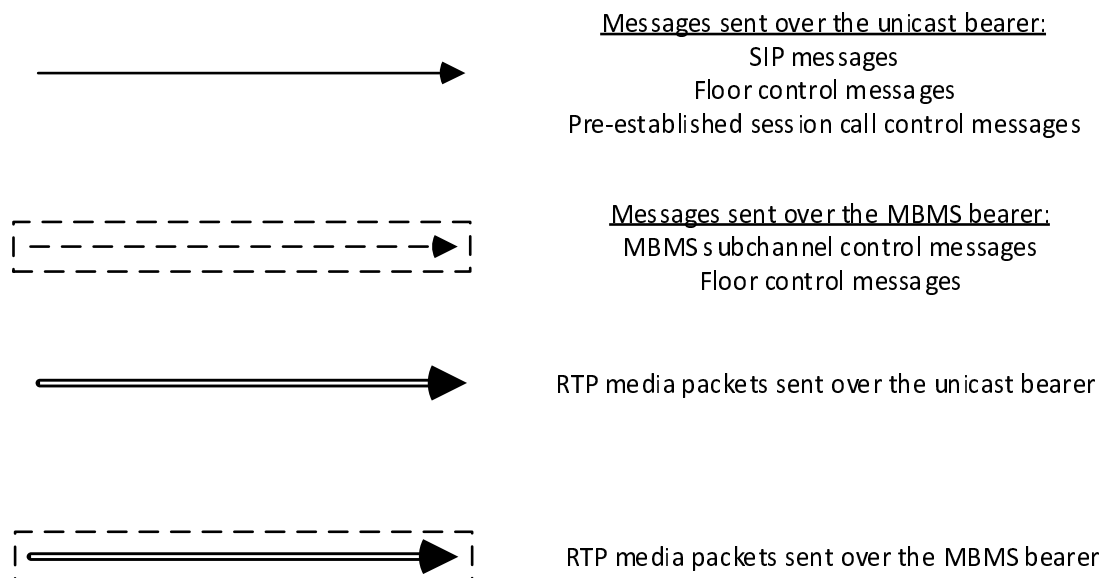 Messages sent over the unicast bearer:
SIP messages
Floor control messages
Pre-established session call control messages
Messages sent over the MBMS bearer:
MBMS subchannel control messages
Floor control messages
RTP media packets sent over the unicast bearer
RTP media packets sent over the MBMS bearer